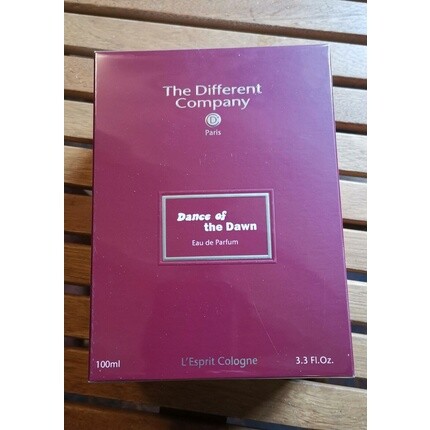 The Different
Company
D
Paris
Dance of
the Dawn
Eau de Parfum
100ml
L'Esprit Cologne
3.3 Fl.Oz.